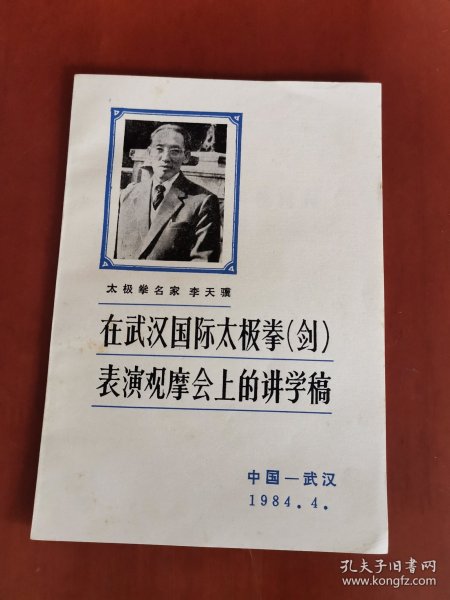 太极拳名家 李天骥
在武汉国际太极拳（剑）
表演观摩会上的讲学稿
中国—武汉
1984.4.
孔夫子旧书网
www.kongfz.com